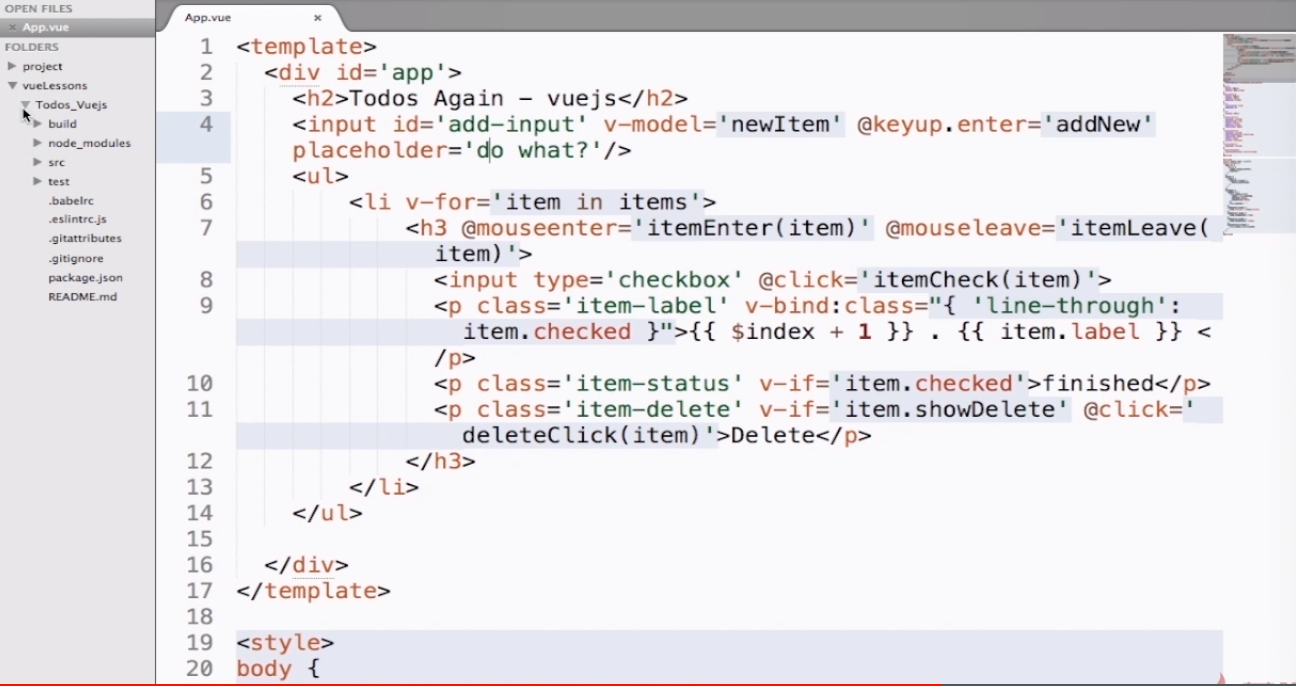 OPEN FILES
× App.vue
FOLDERS
project
vueLessons
Todos_Vuejs
build
node_modules
src
test
.babelrc
.eslintrc.js
.gitattributes
.gitignore
package.json
README.md
App.vue ×
1 <template>
2 <div id='app'>
3 <h2>Todos Again – vuejs</h2>
4 <input id='add-input' v-model='newItem' @keyup.enter='addNew'
placeholder='do what?'/>
5 <ul>
6 <li v-for='item in items'>
7 <h3 @mouseenter='itemEnter(item)' @mouseleave='itemLeave(
item)'>
8 <input type='checkbox' @click='itemCheck(item)'>
9 <p class='item-label' v-bind:class="{ 'line-through':
item.checked }">{{ $index + 1 }} . {{ item.label }} <
/p>
10 <p class='item-status' v-if='item.checked'>finished</p>
11 <p class='item-delete' v-if='item.showDelete' @click='
deleteClick(item)'>Delete</p>
12 </h3>
13 </li>
14 </ul>
15
16 </div>
17 </template>
18
19 <style>
20 body {